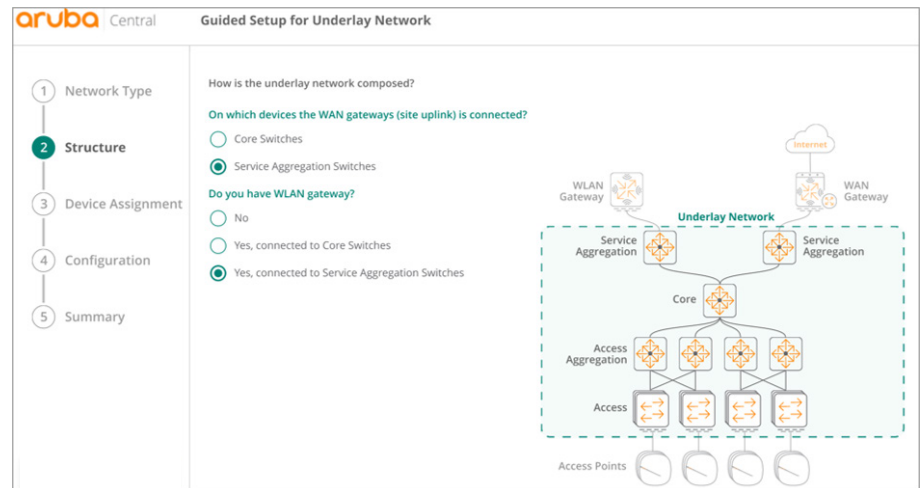 aruba Central
Guided Setup for Underlay Network
1 Network Type
2 Structure
3 Device Assignment
4 Configuration
5 Summary
How is the underlay network composed?
On which devices the WAN gateways (site uplink) is connected?
Core Switches
Service Aggregation Switches
Do you have WLAN gateway?
No
Yes, connected to Core Switches
Yes, connected to Service Aggregation Switches
Internet
WLAN
Gateway
WAN
Gateway
Underlay Network
Service
Aggregation
Service
Aggregation
Core
Access
Aggregation
Access
Access Points